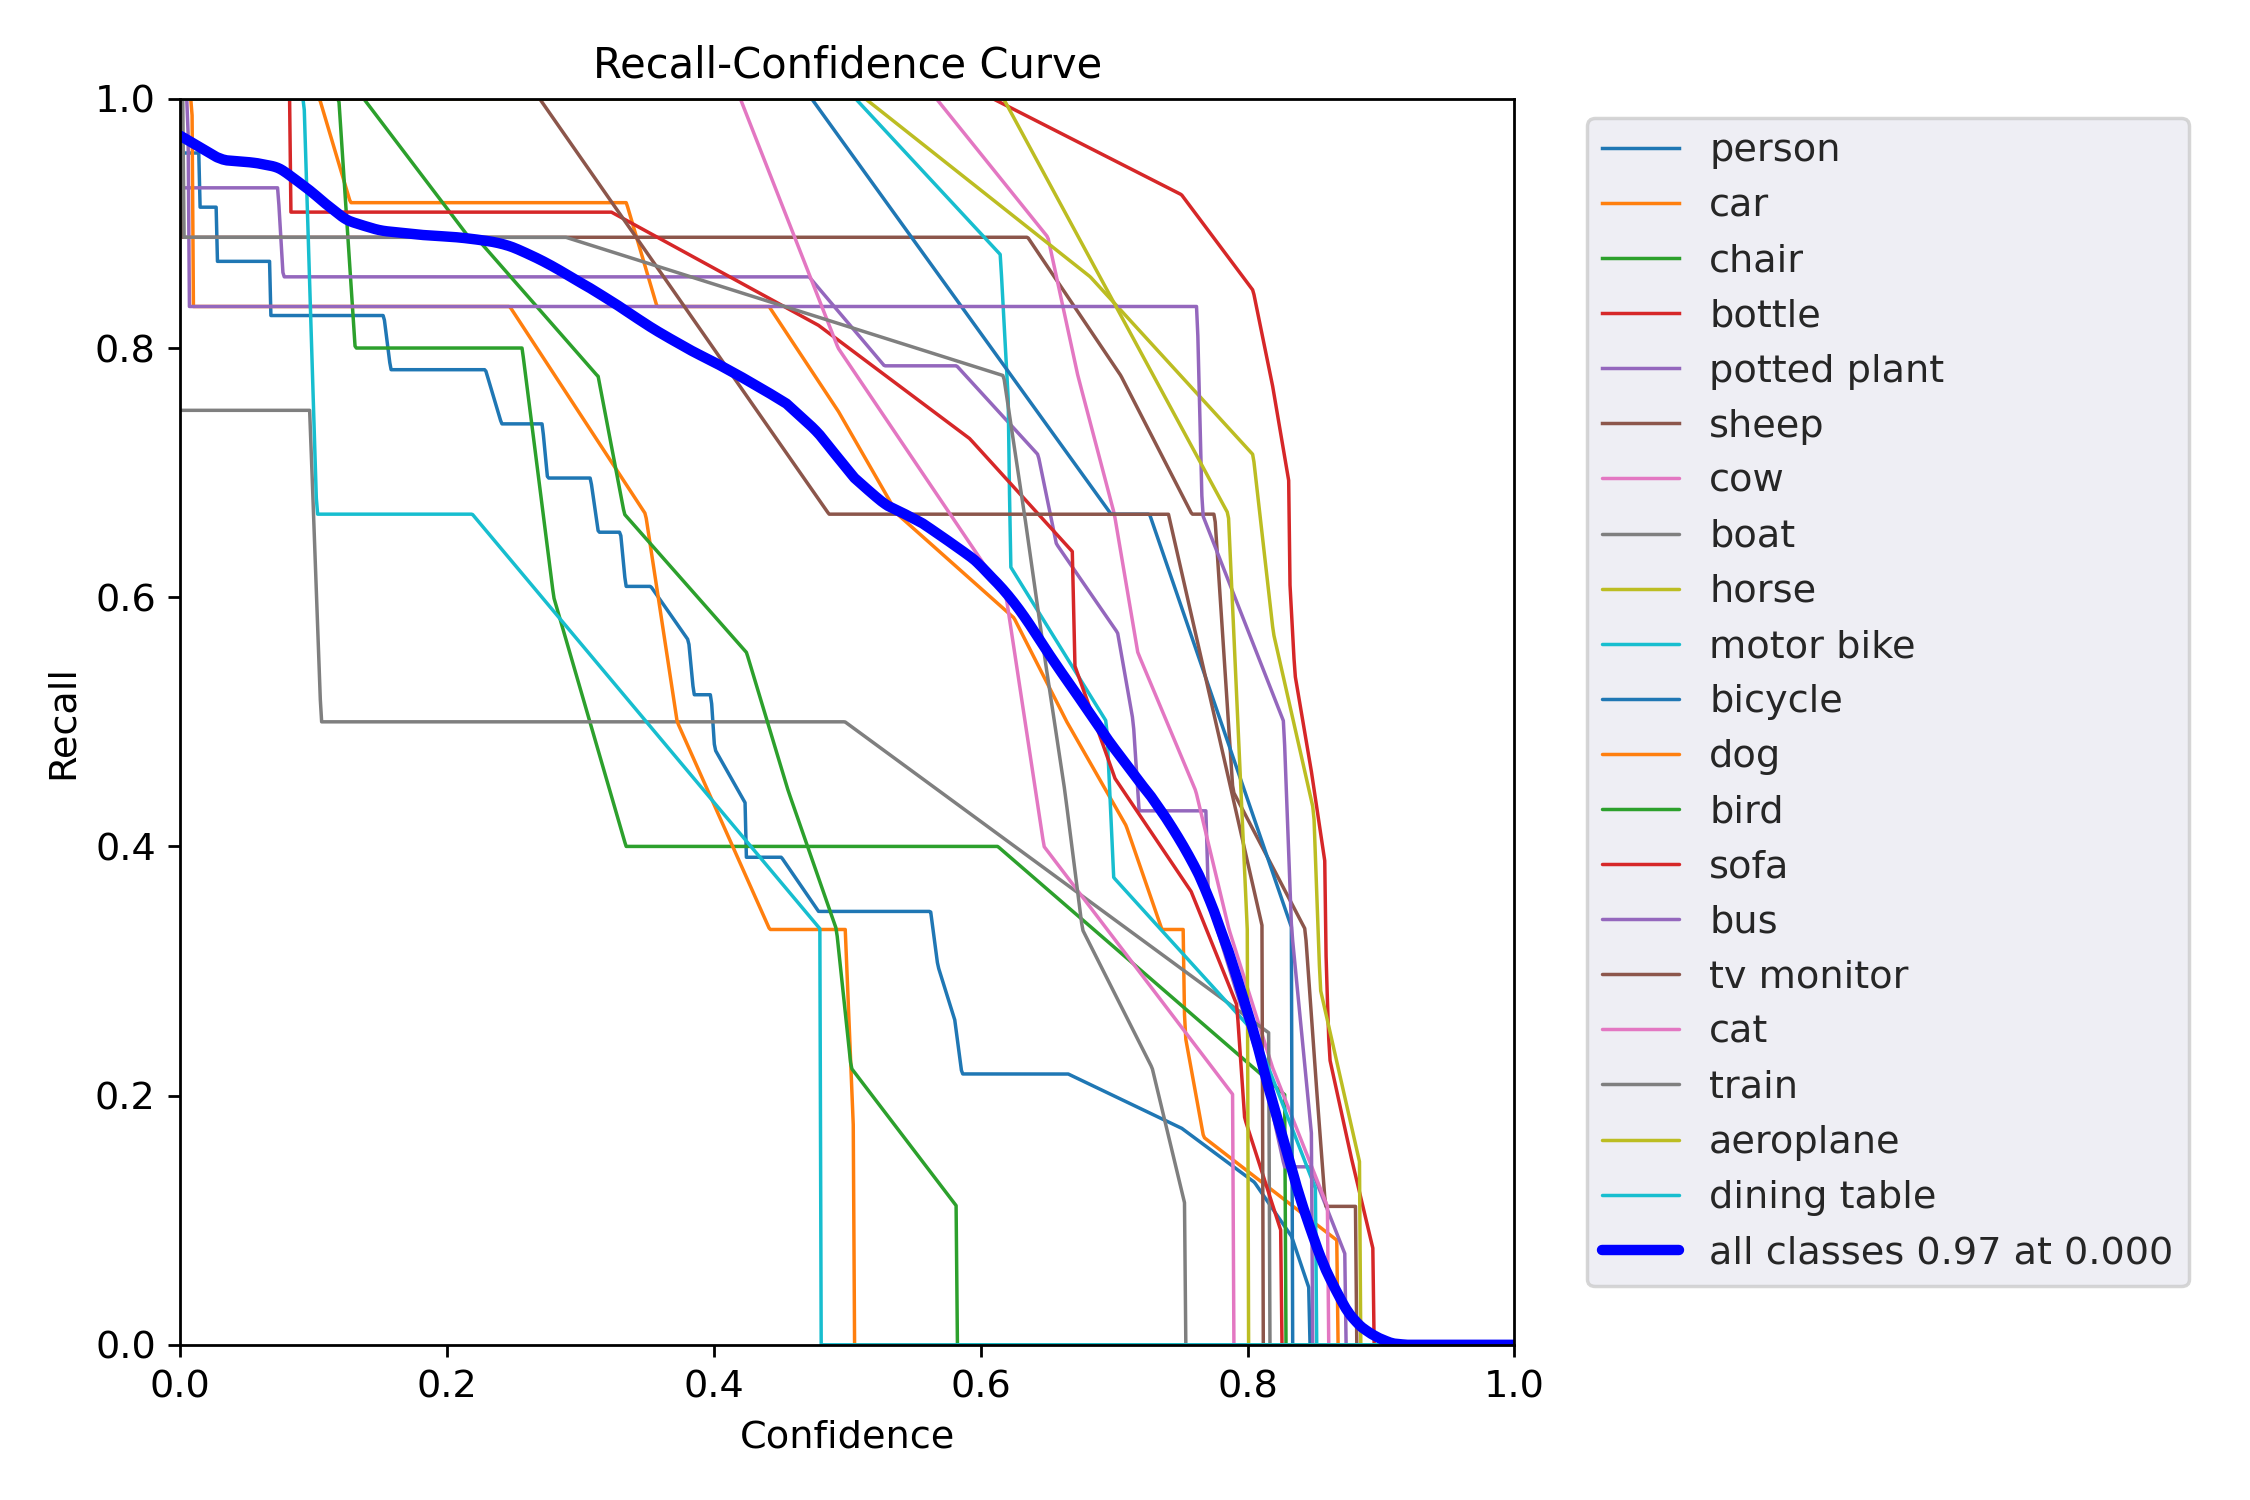 Recall-Confidence Curve
1.0
0.8
0.6
0.4
0.2
0.0
Recall
0.0 0.2 0.4 0.6 0.8 1.0
Confidence
person
car
chair
bottle
potted plant
sheep
cow
boat
horse
motor bike
bicycle
dog
bird
sofa
bus
tv monitor
cat
train
aeroplane
dining table
all classes 0.97 at 0.000